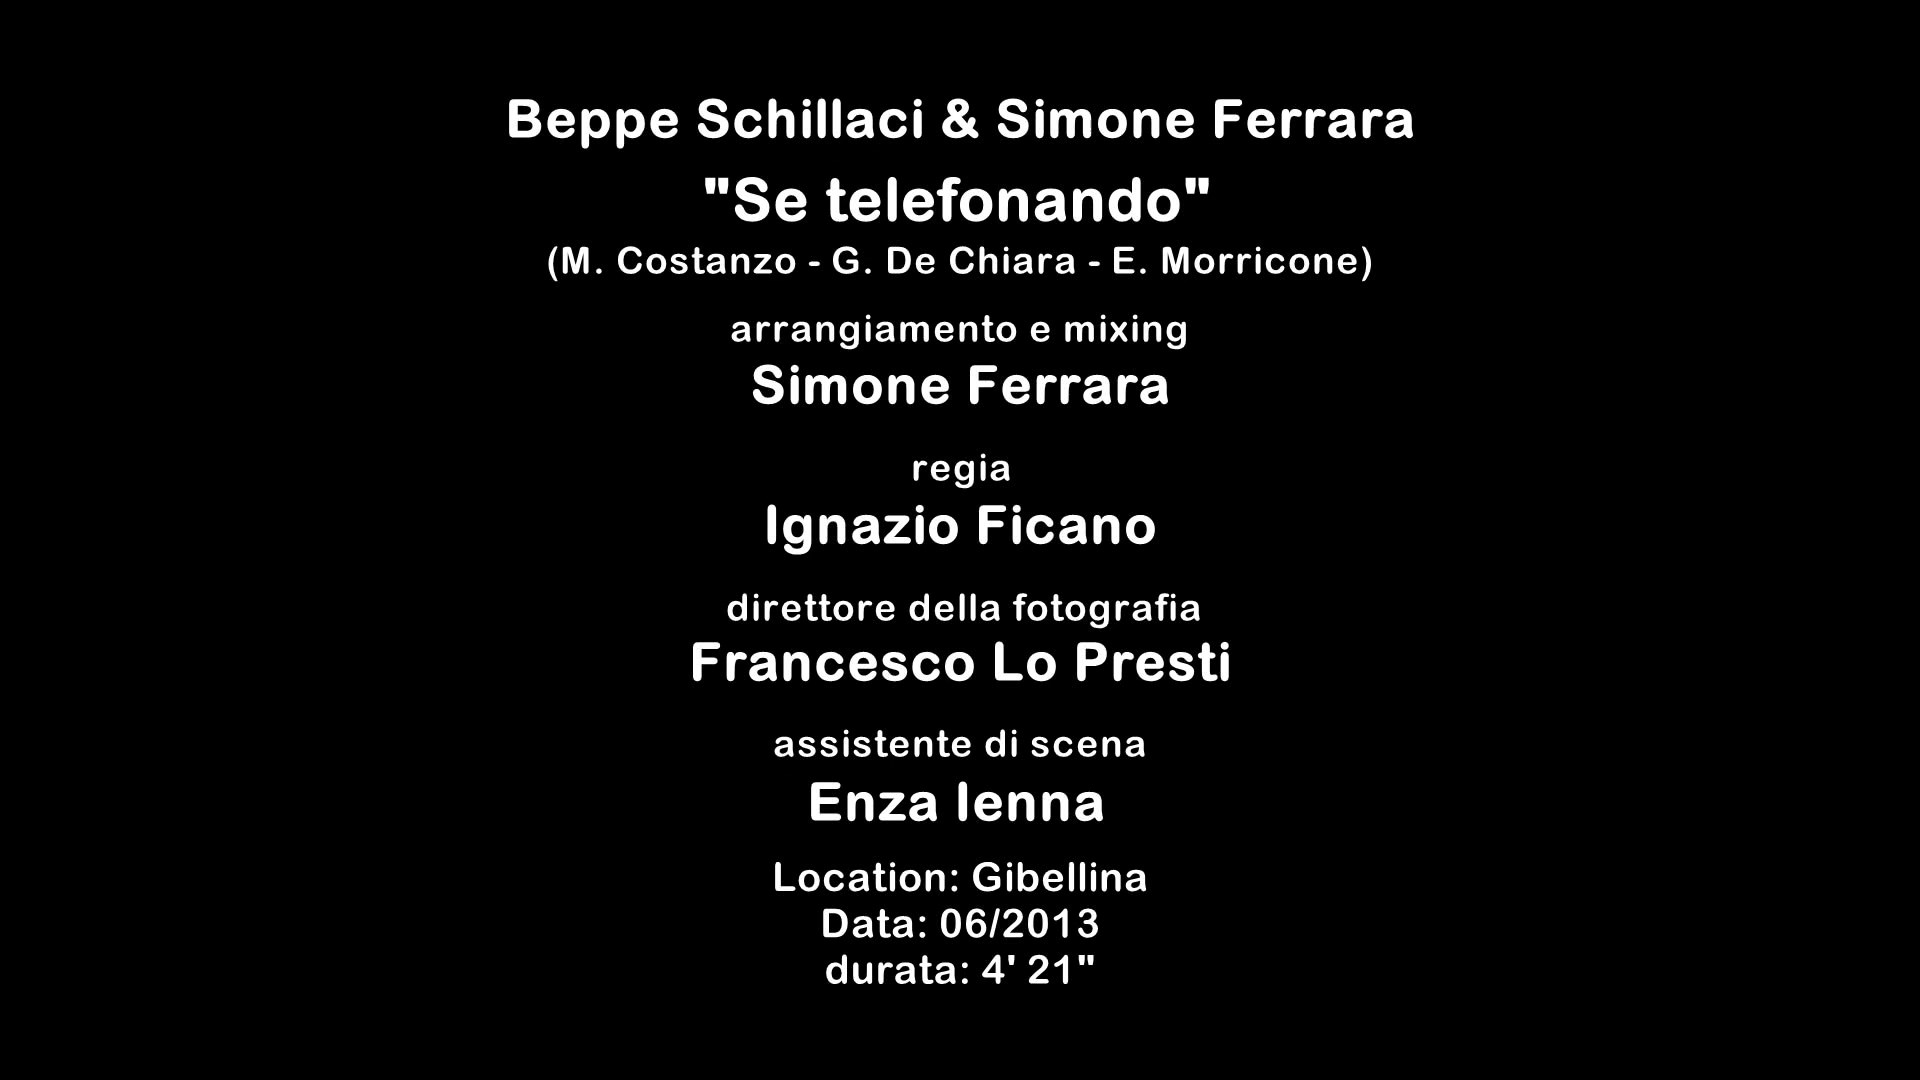 Beppe Schillaci & Simone Ferrara
"Se telefonando"
(M. Costanzo - G. De Chiara - E. Morricone)
arrangiamento e mixing
Simone Ferrara
regia
Ignazio Ficano
direttore della fotografia
Francesco Lo Presti
assistente di scena
Enza Ienna
Location: Gibellina
Data: 06/2013
durata: 4' 21"